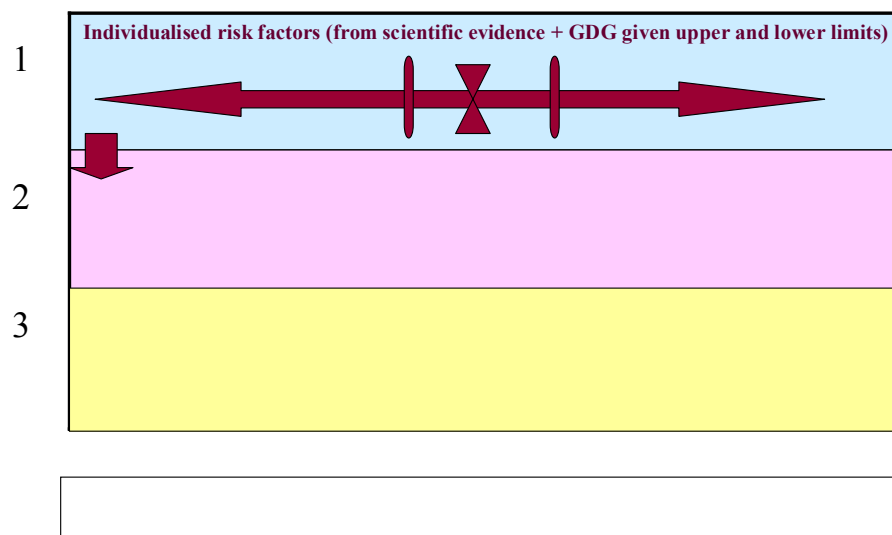 Individualised risk factors (from scientific evidence + GDG given upper and lower limits)
1
2
3